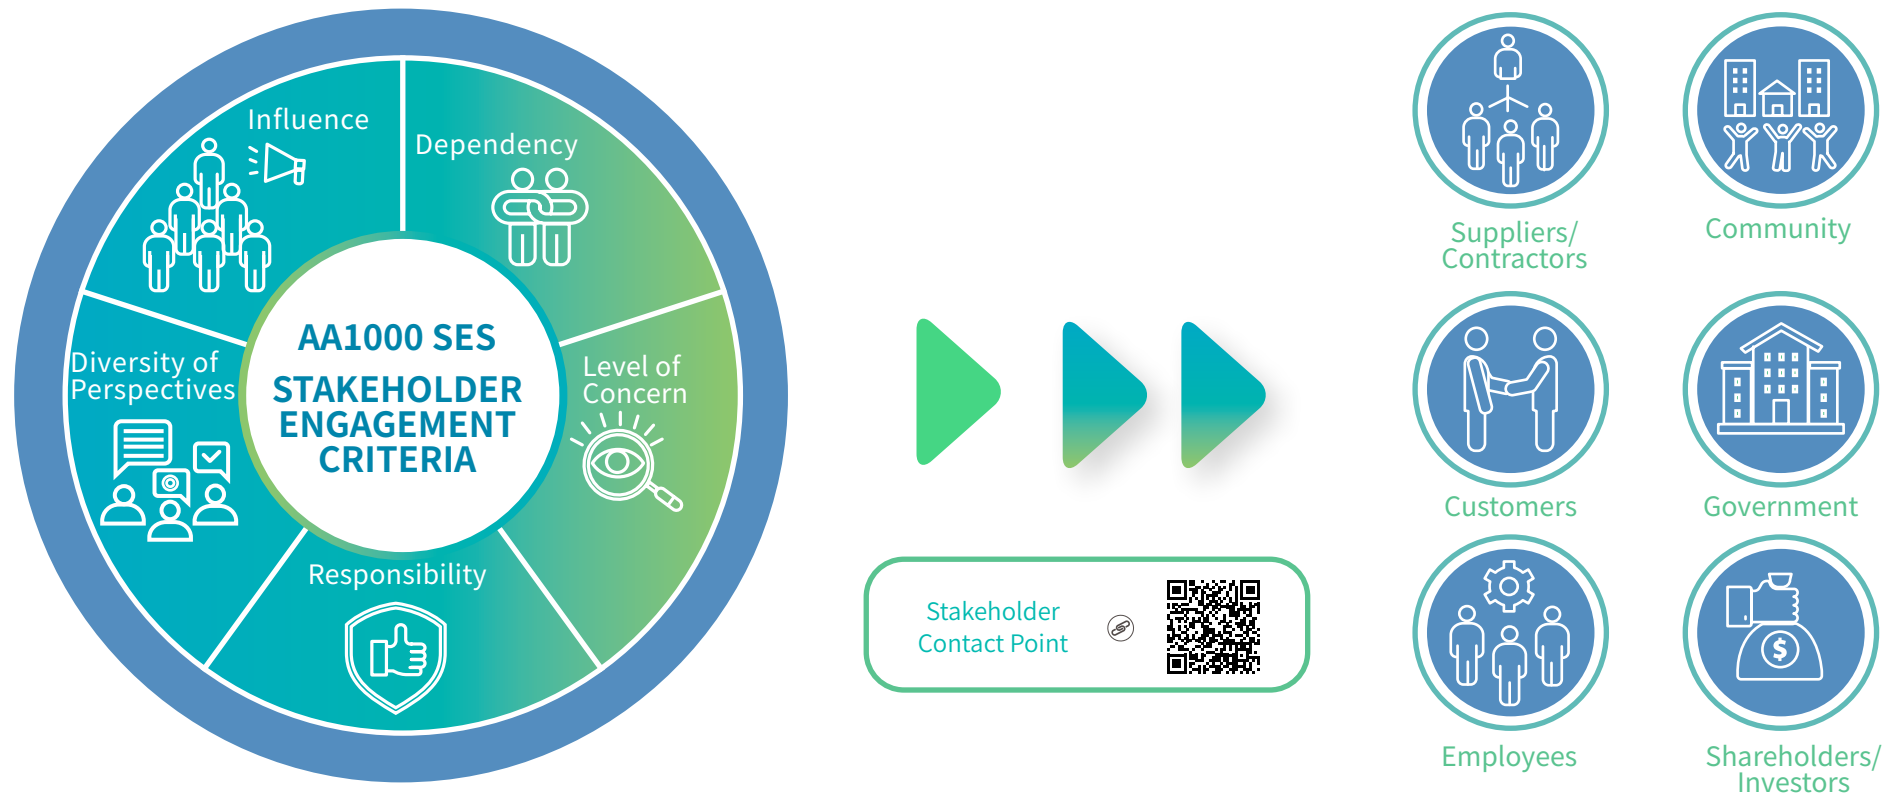 Influence
Dependency
Diversity of
Perspectives
Level of
Concern
Responsibility
AA1000 SES
STAKEHOLDER
ENGAGEMENT
CRITERIA
Stakeholder
Contact Point
Suppliers/
Contractors
Community
Customers
Government
$
Employees
Shareholders/
Investors